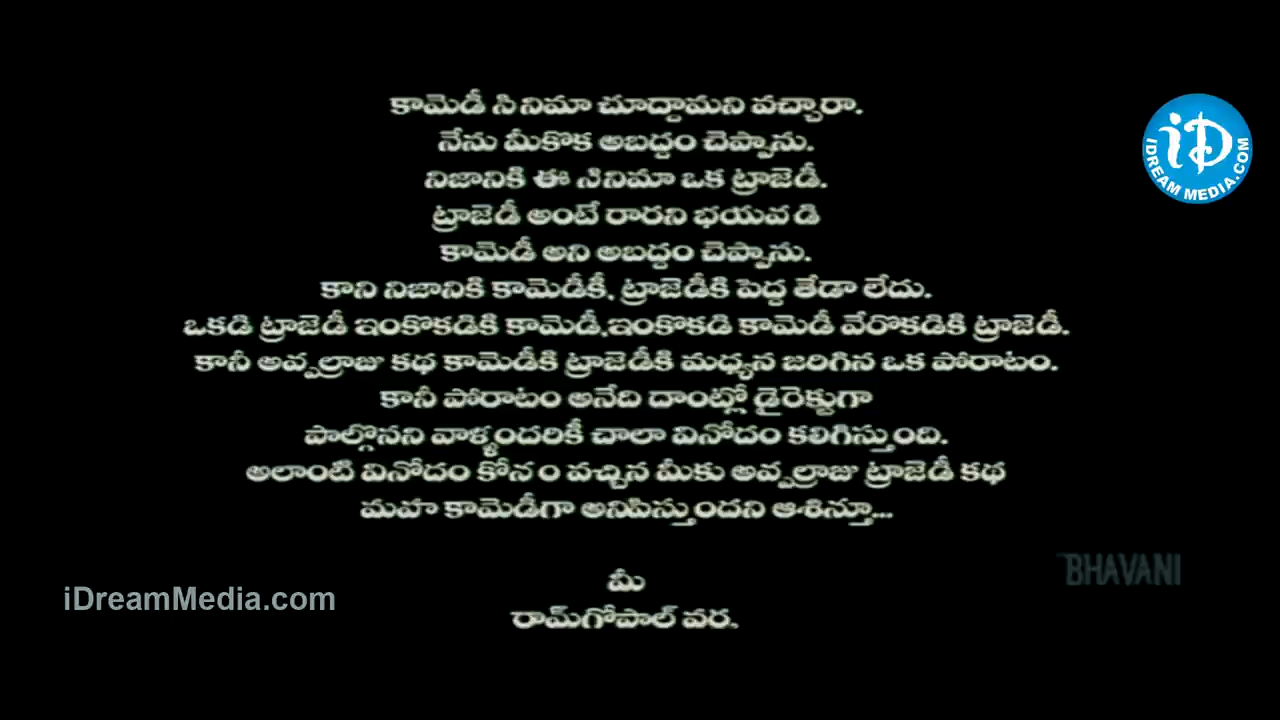 కామెడీ సినిమా చూద్దామని వచ్చారా.
నేను మీకొక అబద్దం చెప్పాను.
నిజానికి ఈ సినిమా ఒక ట్రాజెడీ.
ట్రాజెడీ అంటే రారని భయపడి
కామెడీ అని అబద్దం చెప్పాను.
కాని నిజానికి కామెడీకీ, ట్రాజెడీకి పెద్ద తేడా లేదు.
ఒకడి ట్రాజెడీ ఇంకొకడికి కామెడీ,ఇంకొకడి కామెడీ వేరొకడికి ట్రాజెడీ.
కానీ అప్పల్రాజు కథ కామెడీకి ట్రాజెడీకి మధ్యన జరిగిన ఒక పోరాటం.
కానీ పోరాటం అనేది దాంట్లో డైరెక్టుగా
పాల్గొనని వాళ్ళందరికీ చాలా వినోదం కలిగిస్తుంది.
అలాంటి వినోదం కోసం వచ్చిన మీకు అప్పల్రాజు ట్రాజెడీ కథ
మహా కామెడీగా అనిపిస్తుందని ఆశిస్తూ...
మీ
రామ్‌గోపాల్ వర్మ.
iD
IDREAM MEDIA.COM
BHAVANI
iDreamMedia.com